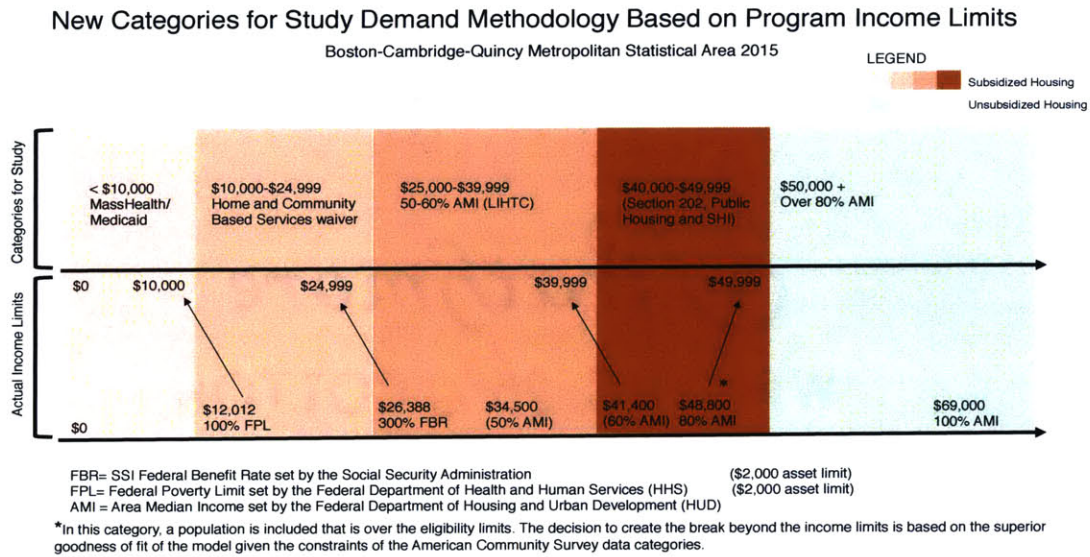 New Categories for Study Demand Methodology Based on Program Income Limits
Boston-Cambridge-Quincy Metropolitan Statistical Area 2015
LEGEND
Subsidized Housing
Unsubsidized Housing
Categories for Study
< $10,000
MassHealth/
Medicaid
$10,000-$24,999
Home and Community
Based Services waiver
$25,000-$39,999
50-60% AMI (LIHTC)
$40,000-$49,999
(Section 202, Public
Housing and SHI)
$50,000 +
Over 80% AMI
Actual Income Limits
$0
$10,000
$24,999
$39,999
$49,999
$0
$12,012
100% FPL
$26,388
300% FBR
$34,500
(50% AMI)
$41,400
(60% AMI)
*
$48,800
80% AMI
$69,000
100% AMI
FBR= SSI Federal Benefit Rate set by the Social Security Administration ($2,000 asset limit)
FPL= Federal Poverty Limit set by the Federal Department of Health and Human Services (HHS) ($2,000 asset limit)
AMI = Area Median Income set by the Federal Department of Housing and Urban Development (HUD)
*In this category, a population is included that is over the eligibility limits. The decision to create the break beyond the income limits is based on the superior
goodness of fit of the model given the constraints of the American Community Survey data categories.